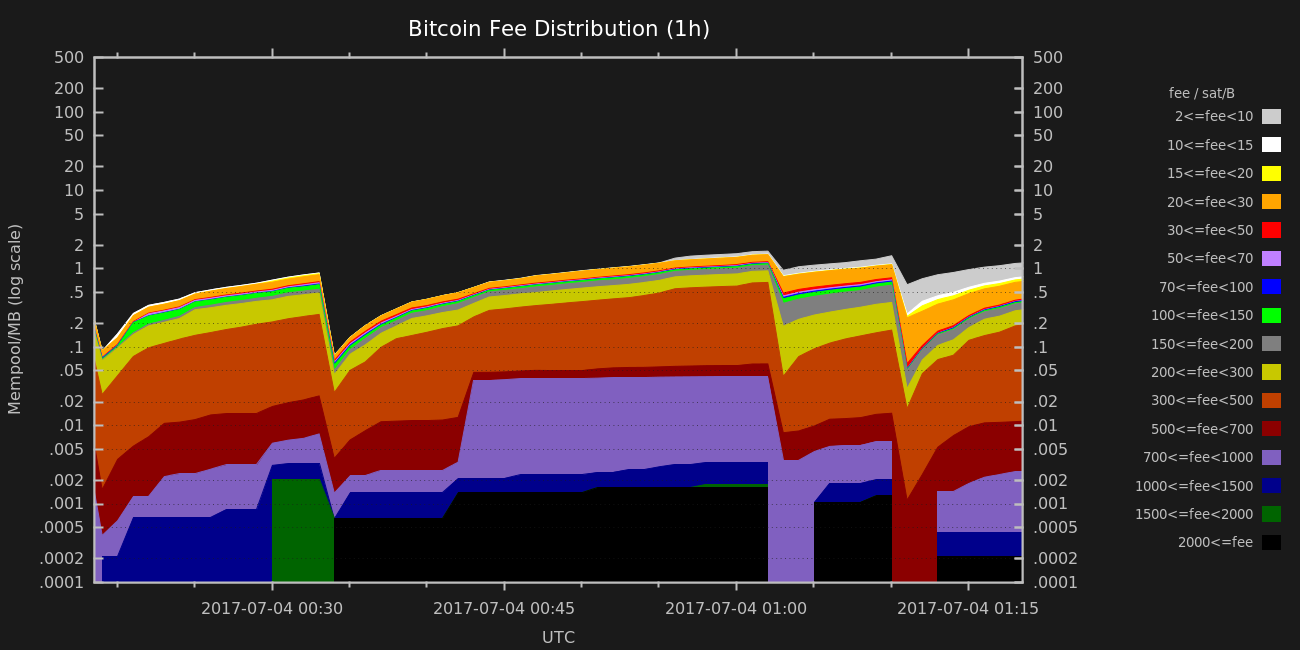 Bitcoin Fee Distribution (1h)
Mempool/MB (log scale)
500
200
100
50
20
10
5
2
1
.5
.2
.1
.05
.02
.01
.005
.002
.001
.0005
.0002
.0001
500
200
100
50
20
10
5
2
1
.5
.2
.1
.05
.02
.01
.005
.002
.001
.0005
.0002
.0001
2017-07-04 00:30
2017-07-04 00:45
2017-07-04 01:00
2017-07-04 01:15
UTC
fee / sat/B
2<=fee<10
10<=fee<15
15<=fee<20
20<=fee<30
30<=fee<50
50<=fee<70
70<=fee<100
100<=fee<150
150<=fee<200
200<=fee<300
300<=fee<500
500<=fee<700
700<=fee<1000
1000<=fee<1500
1500<=fee<2000
2000<=fee